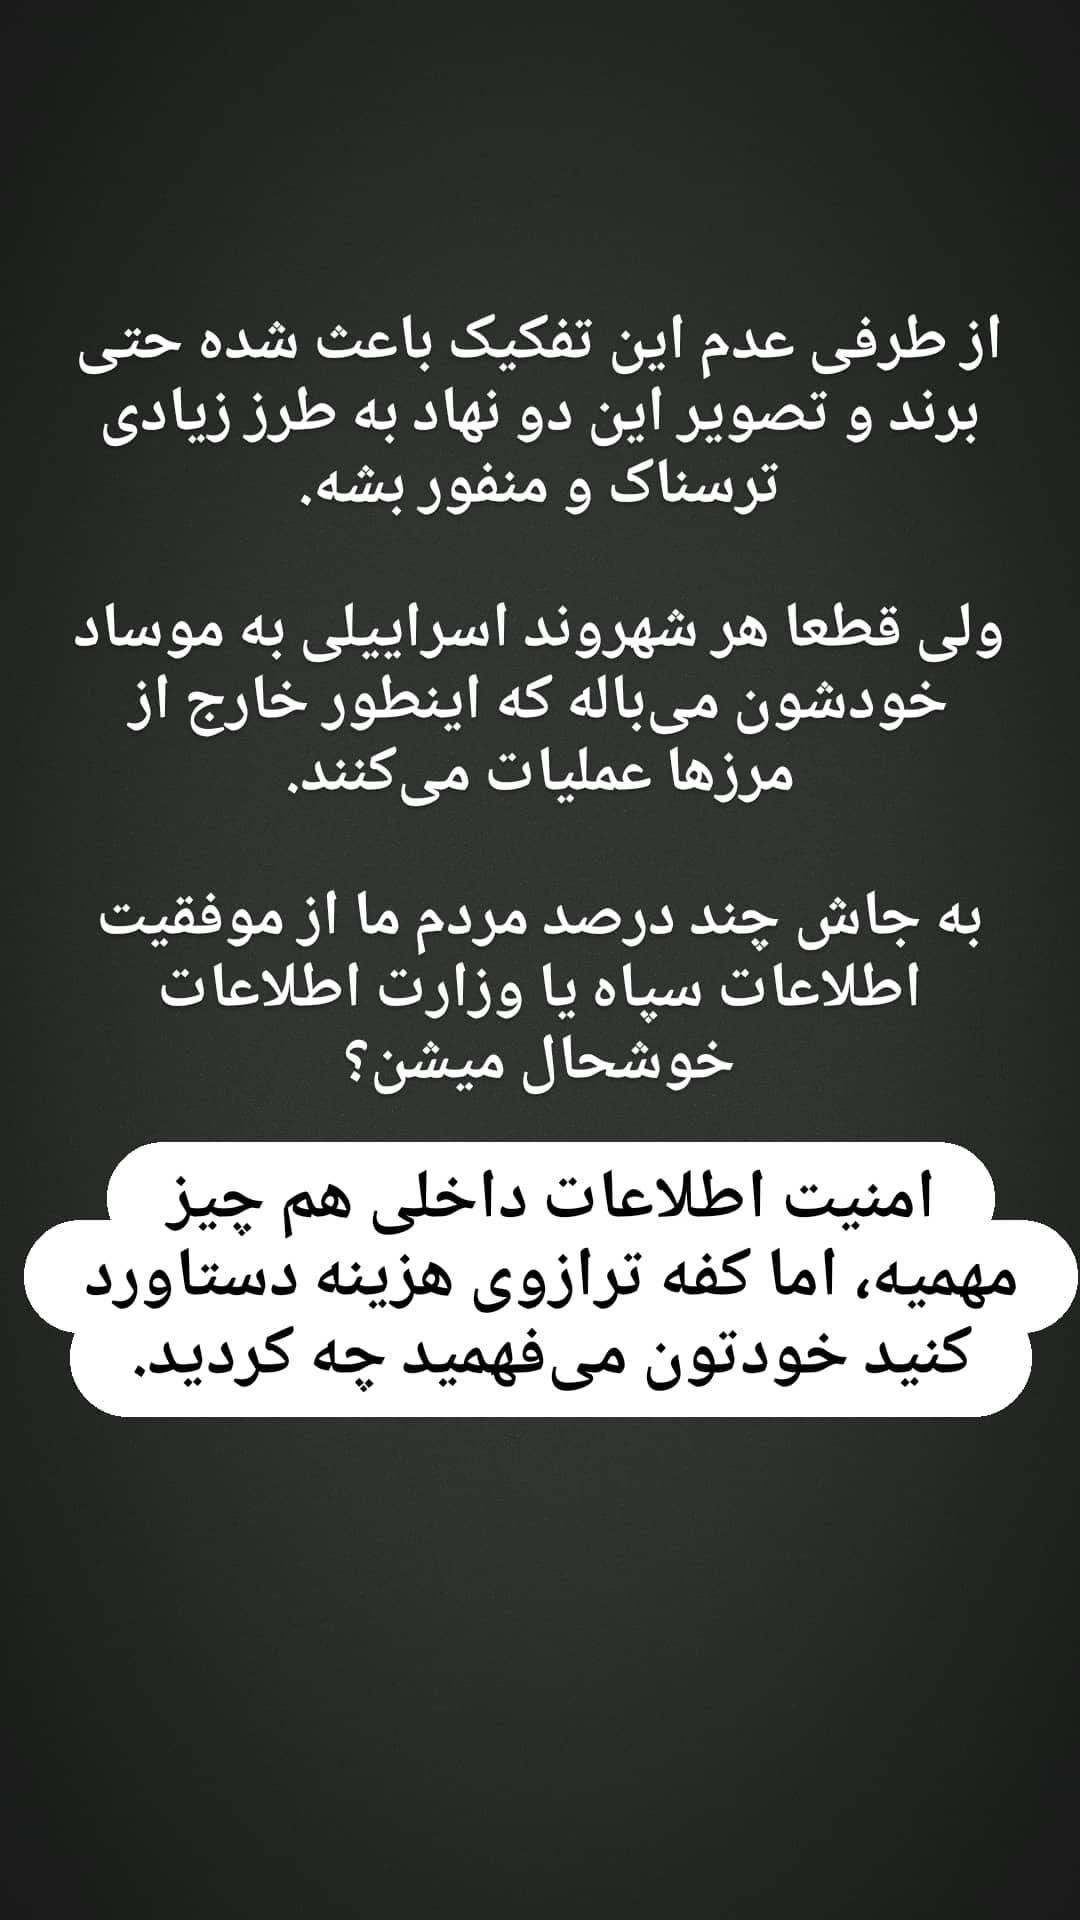 از طرفی عدم این تفکیک باعث شده حتی
برند و تصویر این دو نهاد به طرز زیادی
ترسناک و منفور بشه.
ولی قطعا هر شهروند اسراییلی به موساد
خودشون می‌باله که اینطور خارج از
مرزها عملیات می‌کنند.
به جاش چند درصد مردم ما از موفقیت
اطلاعات سپاه یا وزارت اطلاعات
خوشحال میشن؟
امنیت اطلاعات داخلی هم چیز
مهمیه، اما کفه ترازوی هزینه دستاورد
کنید خودتون می‌فهمید چه کردید.